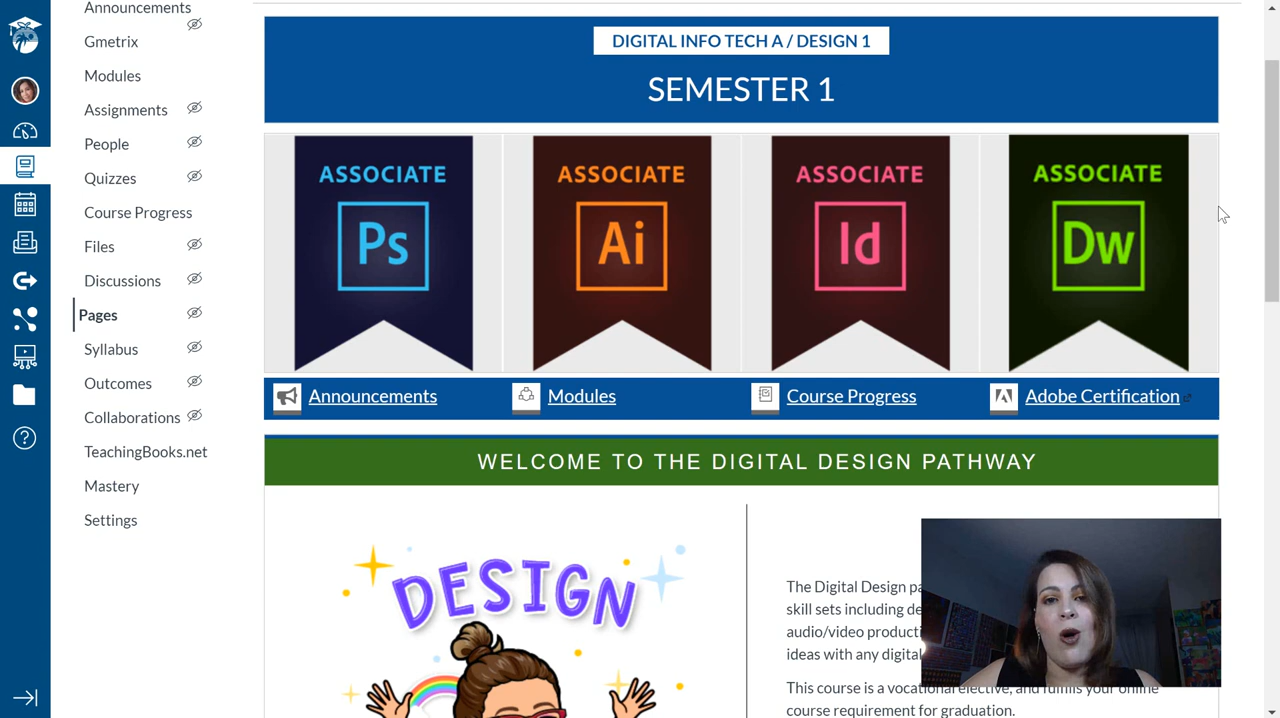 Announcements
Gmetrix
Modules
Assignments
People
Quizzes
Course Progress
Files
Discussions
Pages
Syllabus
Outcomes
Collaborations
TeachingBooks.net
Mastery
Settings
DIGITAL INFO TECH A / DESIGN 1
SEMESTER 1
ASSOCIATE
Ps
ASSOCIATE
Ai
ASSOCIATE
Id
ASSOCIATE
Dw
Announcements
Modules
Course Progress
Adobe Certification
WELCOME TO THE DIGITAL DESIGN PATHWAY
DESIGN
The Digital Design
skill sets including
audio/video
ideas with any digital
This course is a vocational elective, and fulfills your online
course requirement for graduation.